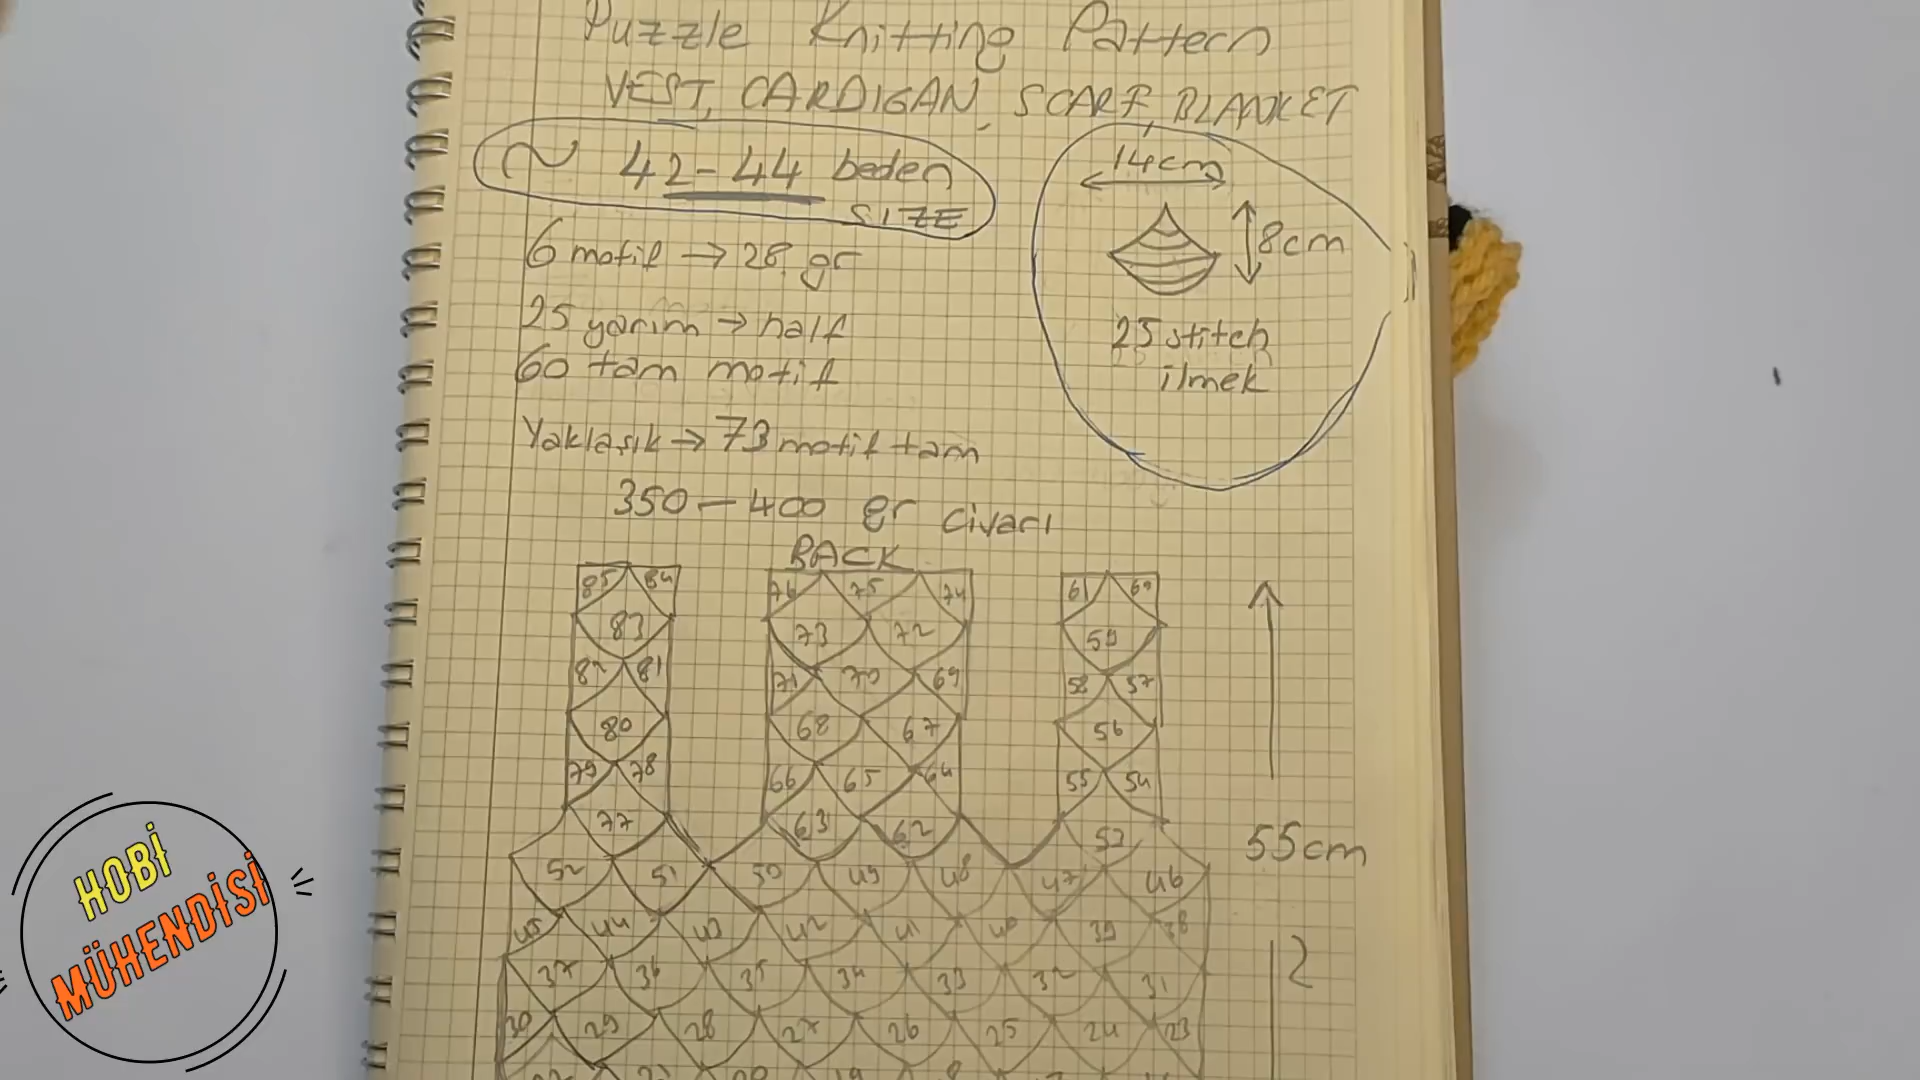 Puzzle Knitting Pattern
VEST, CARDIGAN, SCARF, BLANKET
~ 42-44 beden
SIZE
6 motif → 28 gr
25 yarım → half
60 tam motif
Yaklaşık → 73 motif tam
350-400 gr civarı
14cm
8cm
25 stitch
ilmek
BACK
85 84 76 75 74 61 60
83 73 72 59
82 81 71 70 69 58 57
80 68 67 56
79 78 66 65 64 55 54
77 63 62 53
55cm
52 51 50 49 48 47 46
45 44 43 42 41 40 39 38
2
37 36 35 34 33 32 31
30 29 28 27 26 25 24 23
HOBİ
MÜHENDİSİ